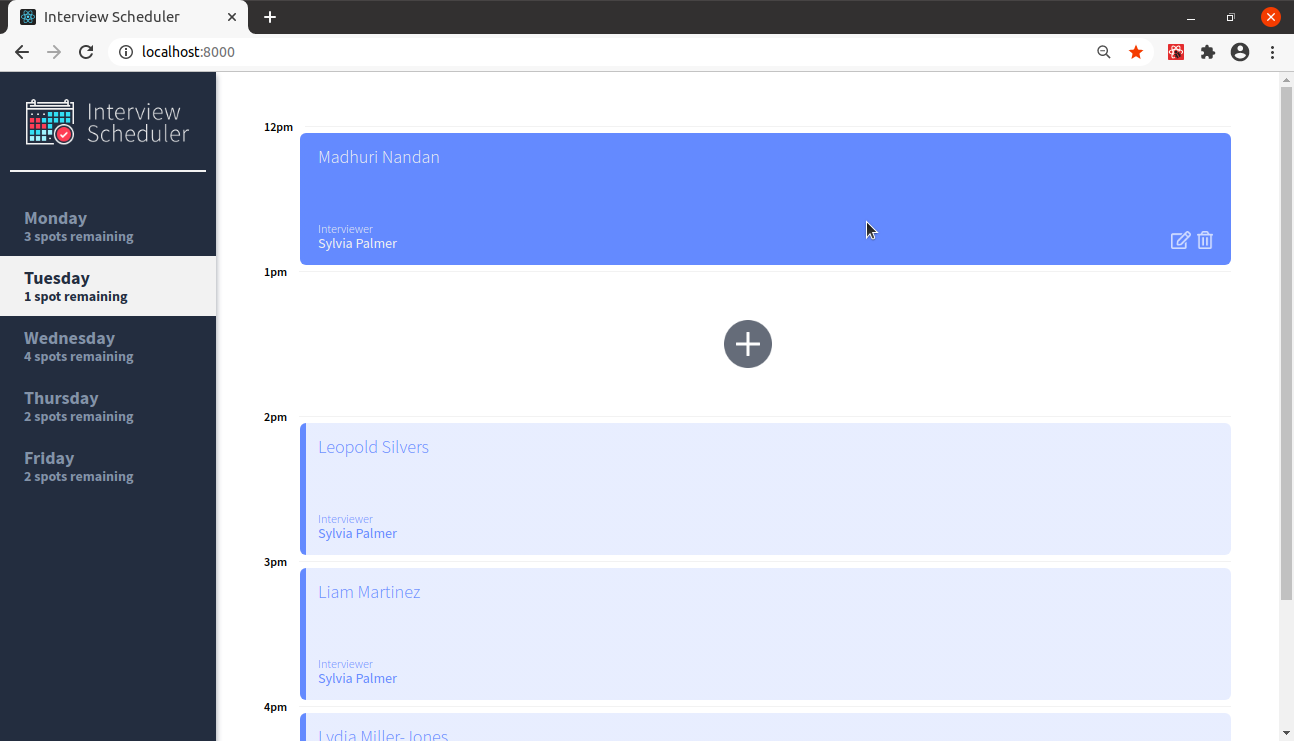 Interview Scheduler
localhost:8000
Interview
Scheduler
Monday
3 spots remaining
Tuesday
1 spot remaining
Wednesday
4 spots remaining
Thursday
2 spots remaining
Friday
2 spots remaining
12pm
Madhuri Nandan
Interviewer
Sylvia Palmer
1pm
2pm
Leopold Silvers
Interviewer
Sylvia Palmer
3pm
Liam Martinez
Interviewer
Sylvia Palmer
4pm
Lydia Miller-Jones